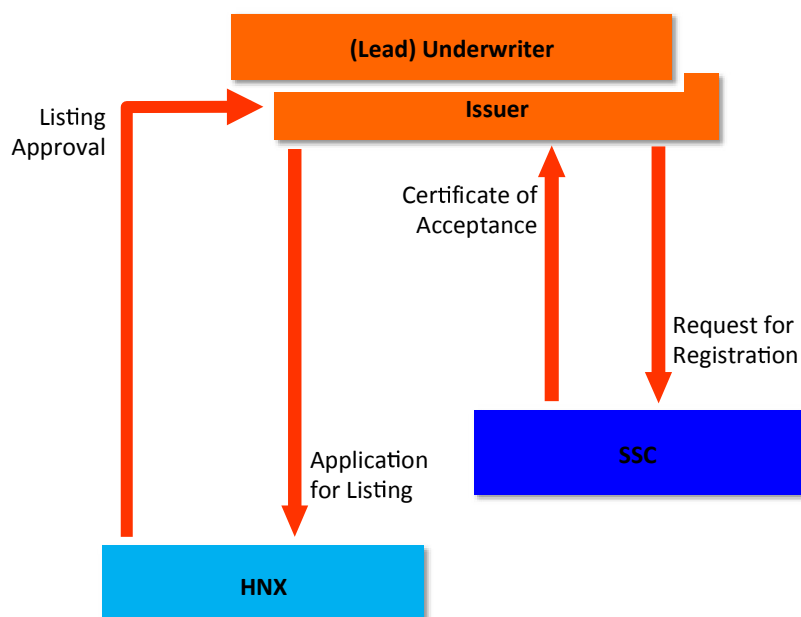 (Lead) Underwriter
Issuer
Listing
Approval
Certificate of
Acceptance
Request for
Registration
SSC
Application
for Listing
HNX